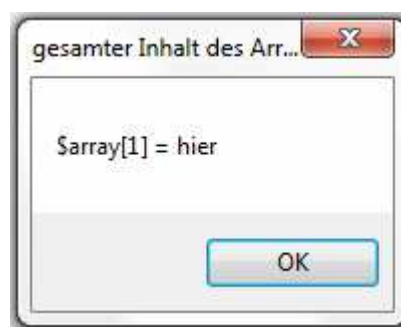 gesamter Inhalt des Arr...
$array[1] = hier
OK